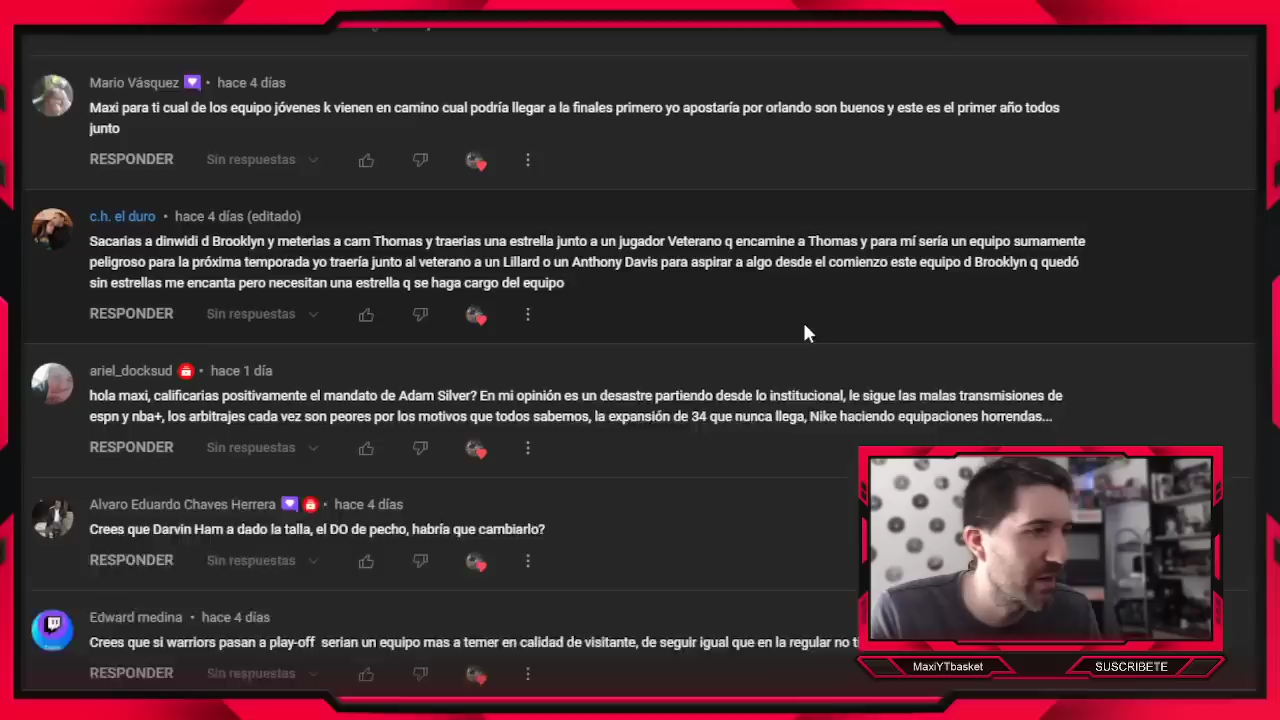 Mario Vásquez • hace 4 días
Maxi para ti cual de los equipo jóvenes k vienen en camino cual podría llegar a la finales primero yo apostaría por orlando son buenos y este es el primer año todos
junto
RESPONDER Sin respuestas
c.h. el duro • hace 4 días (editado)
Sacarias a dinwidi d Brooklyn y meterias a cam Thomas y traerias una estrella junto a un jugador Veterano q encamine a Thomas y para mí sería un equipo sumamente
peligroso para la próxima temporada yo traería junto al veterano a un Lillard o un Anthony Davis para aspirar a algo desde el comienzo este equipo d Brooklyn q quedó
sin estrellas me encanta pero necesitan una estrella q se haga cargo del equipo
RESPONDER Sin respuestas
ariel_docksud • hace 1 día
hola maxi, calificarias positivamente el mandato de Adam Silver? En mi opinión es un desastre partiendo desde lo institucional, le sigue las malas transmisiones de
espn y nba+, los arbitrajes cada vez son peores por los motivos que todos sabemos, la expansión de 34 que nunca llega, Nike haciendo equipaciones horrendas...
RESPONDER Sin respuestas
Alvaro Eduardo Chaves Herrera • hace 4 días
Crees que Darvin Ham a dado la talla, el DO de pecho, habría que cambiarlo?
RESPONDER Sin respuestas
Edward medina • hace 4 días
Crees que si warriors pasan a play-off serian un equipo mas a temer en calidad de visitante, de seguir igual que en la regular no
RESPONDER Sin respuestas
MaxiYTbasket SUSCRIBETE